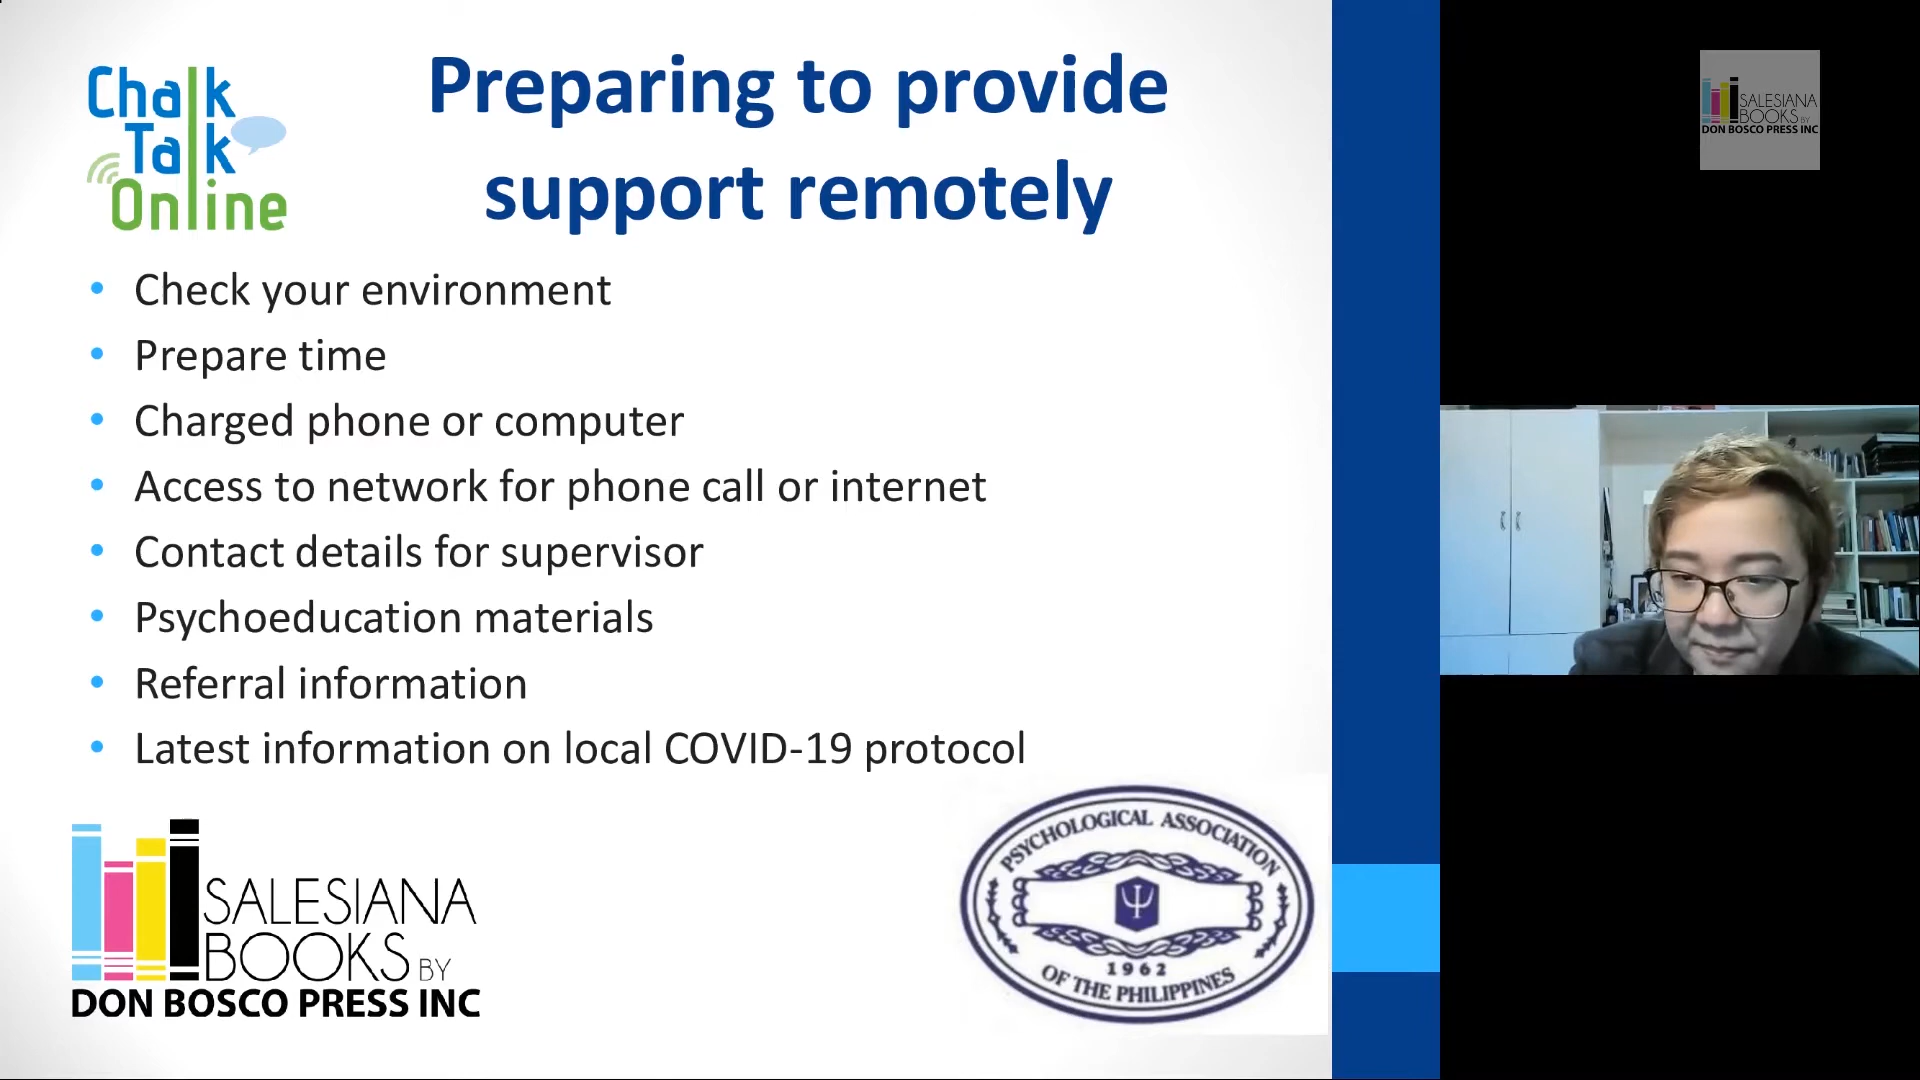 Chalk
Talk
Online
Preparing to provide
support remotely
• Check your environment
• Prepare time
• Charged phone or computer
• Access to network for phone call or internet
• Contact details for supervisor
• Psychoeducation materials
• Referral information
• Latest information on local COVID-19 protocol
SALESIANA
BOOKS BY
DON BOSCO PRESS INC
PSYCHOLOGICAL ASSOCIATION
1962
OF THE PHILIPPINES
SALESIANA
BOOKS BY
DON BOSCO PRESS INC